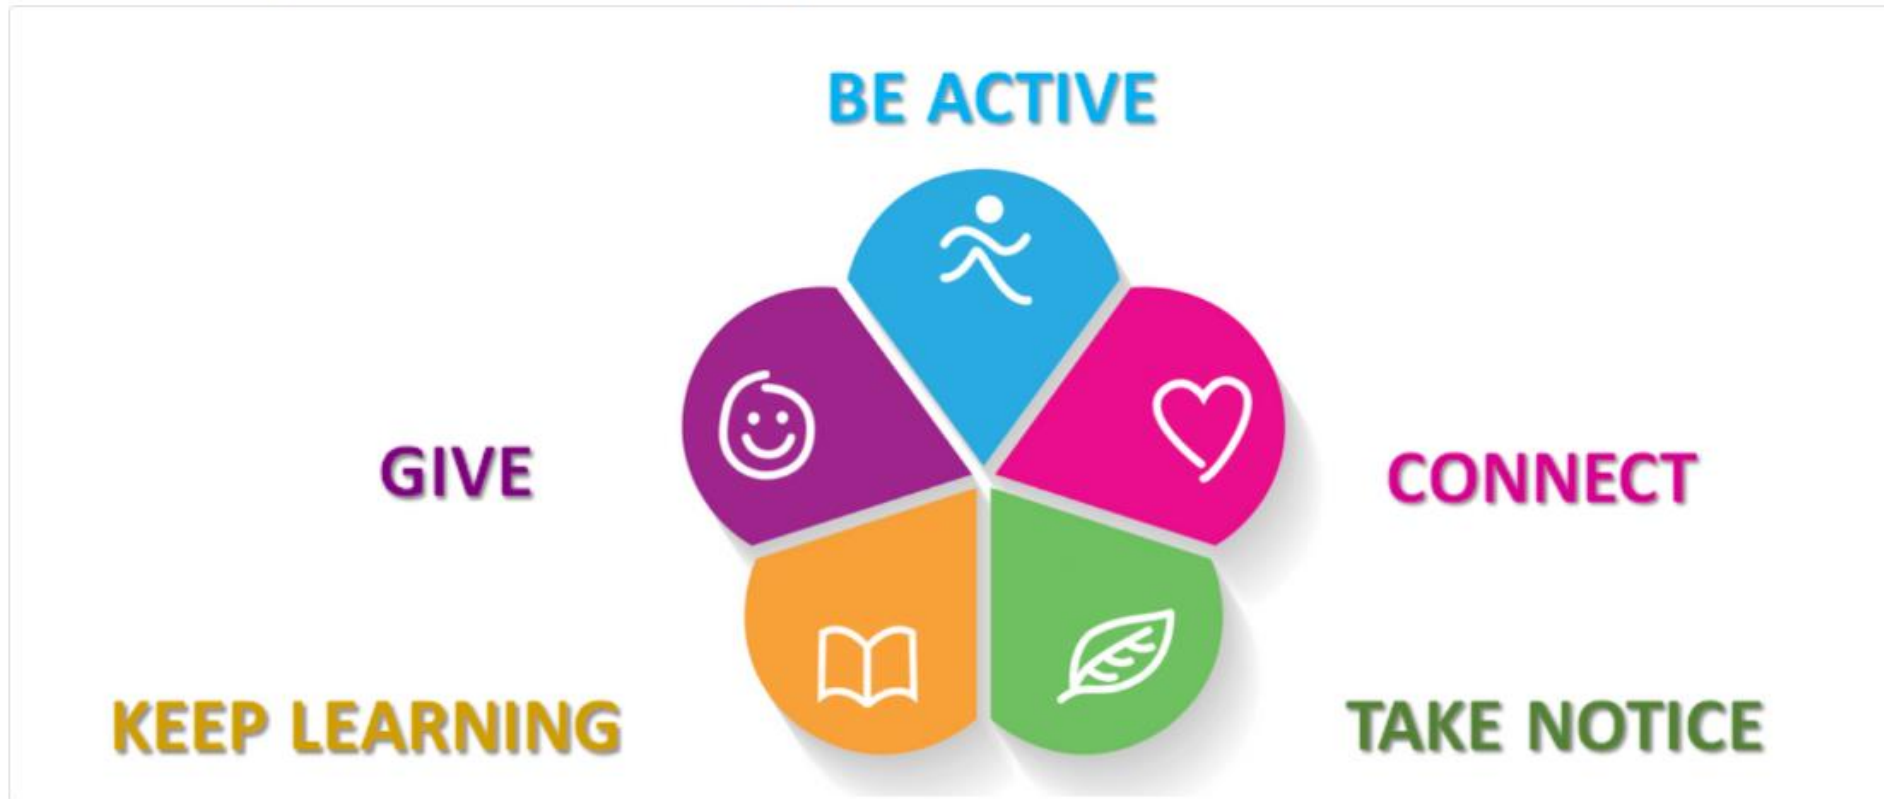 BE ACTIVE
GIVE
CONNECT
KEEP LEARNING
TAKE NOTICE